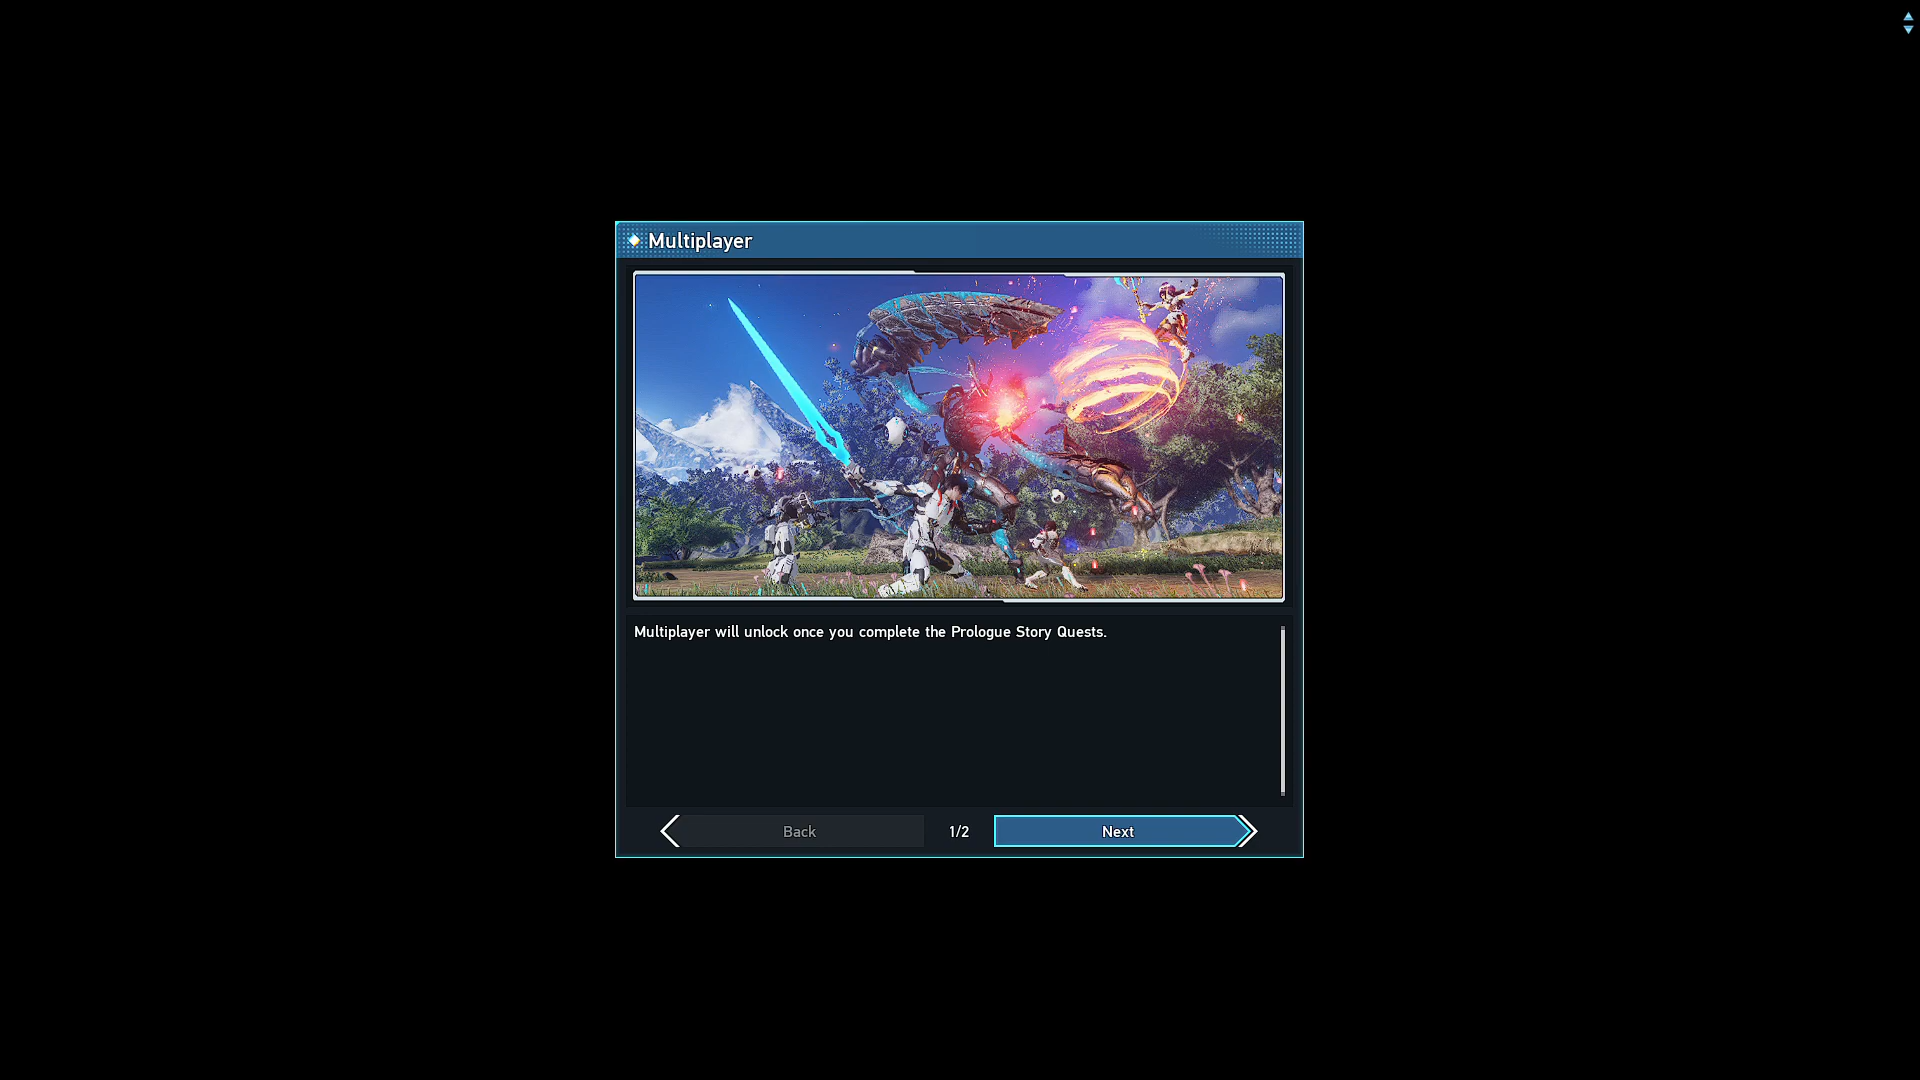 Multiplayer
Multiplayer will unlock once you complete the Prologue Story Quests.
Back
1/2
Next